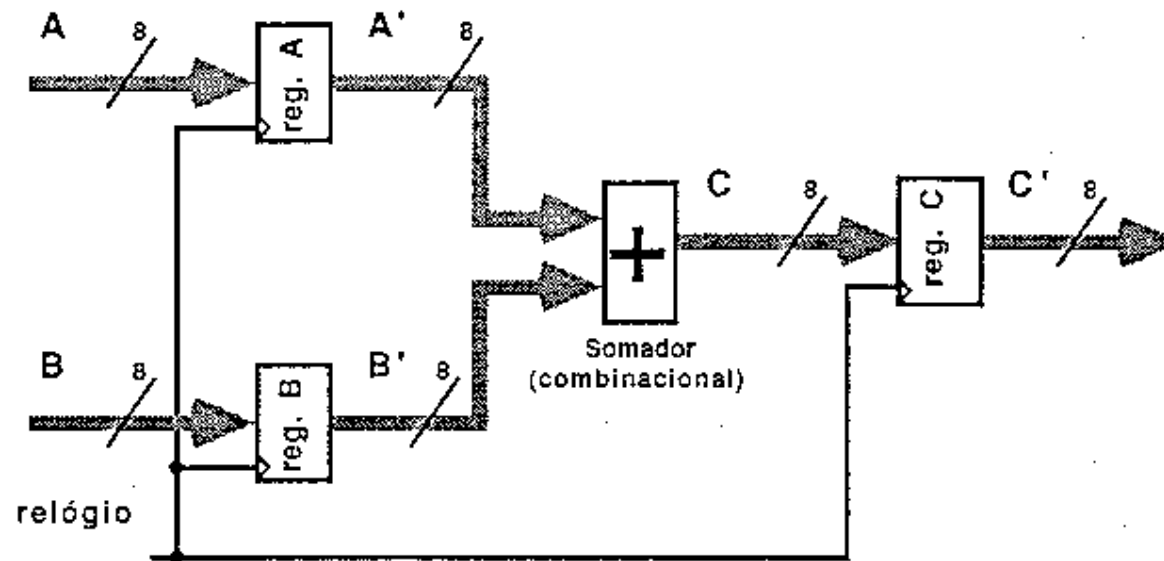 A
8
reg. A
A'
8
B
8
reg. B
B'
8
+
Somador
(combinacional)
C
8
reg. C
C'
8
relógio